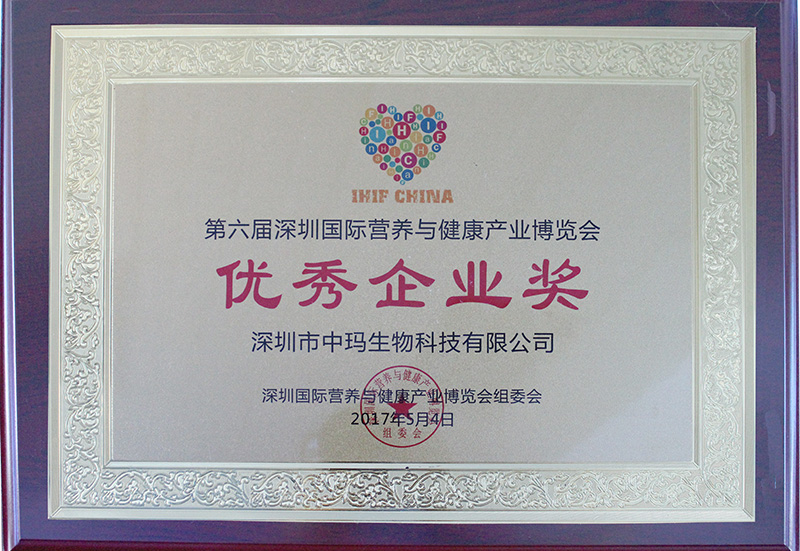 IHIF CHINA
第六届深圳国际营养与健康产业博览会
优秀企业奖
深圳市中玛生物科技有限公司
深圳国际营养与健康产业博览会组委会
2017年5月4日
组委会